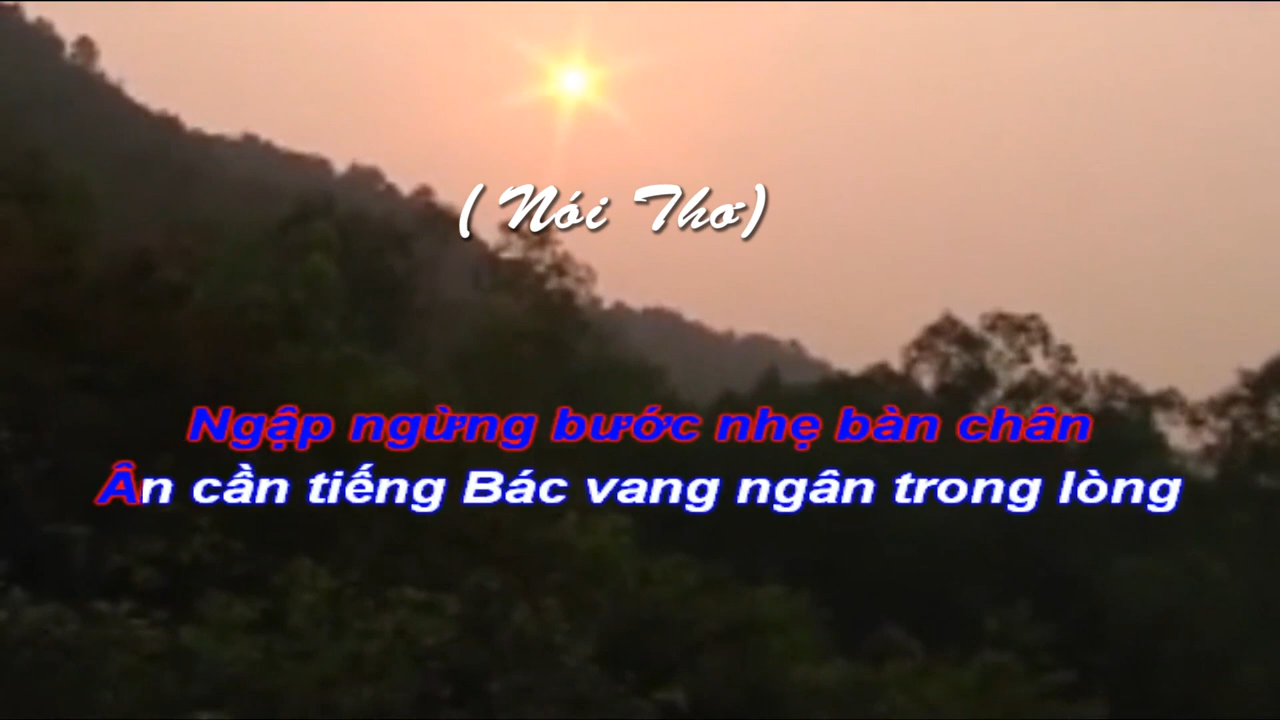 ( Nói Thơ)
Ngập ngừng bước nhẹ bàn chân
Ân cần tiếng Bác vang ngân trong lòng